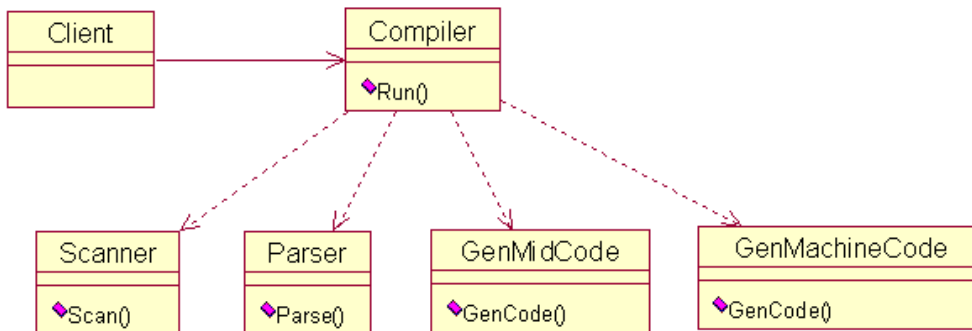 Client
Compiler
Run()
Scanner
Scan()
Parser
Parse()
GenMidCode
GenCode()
GenMachineCode
GenCode()